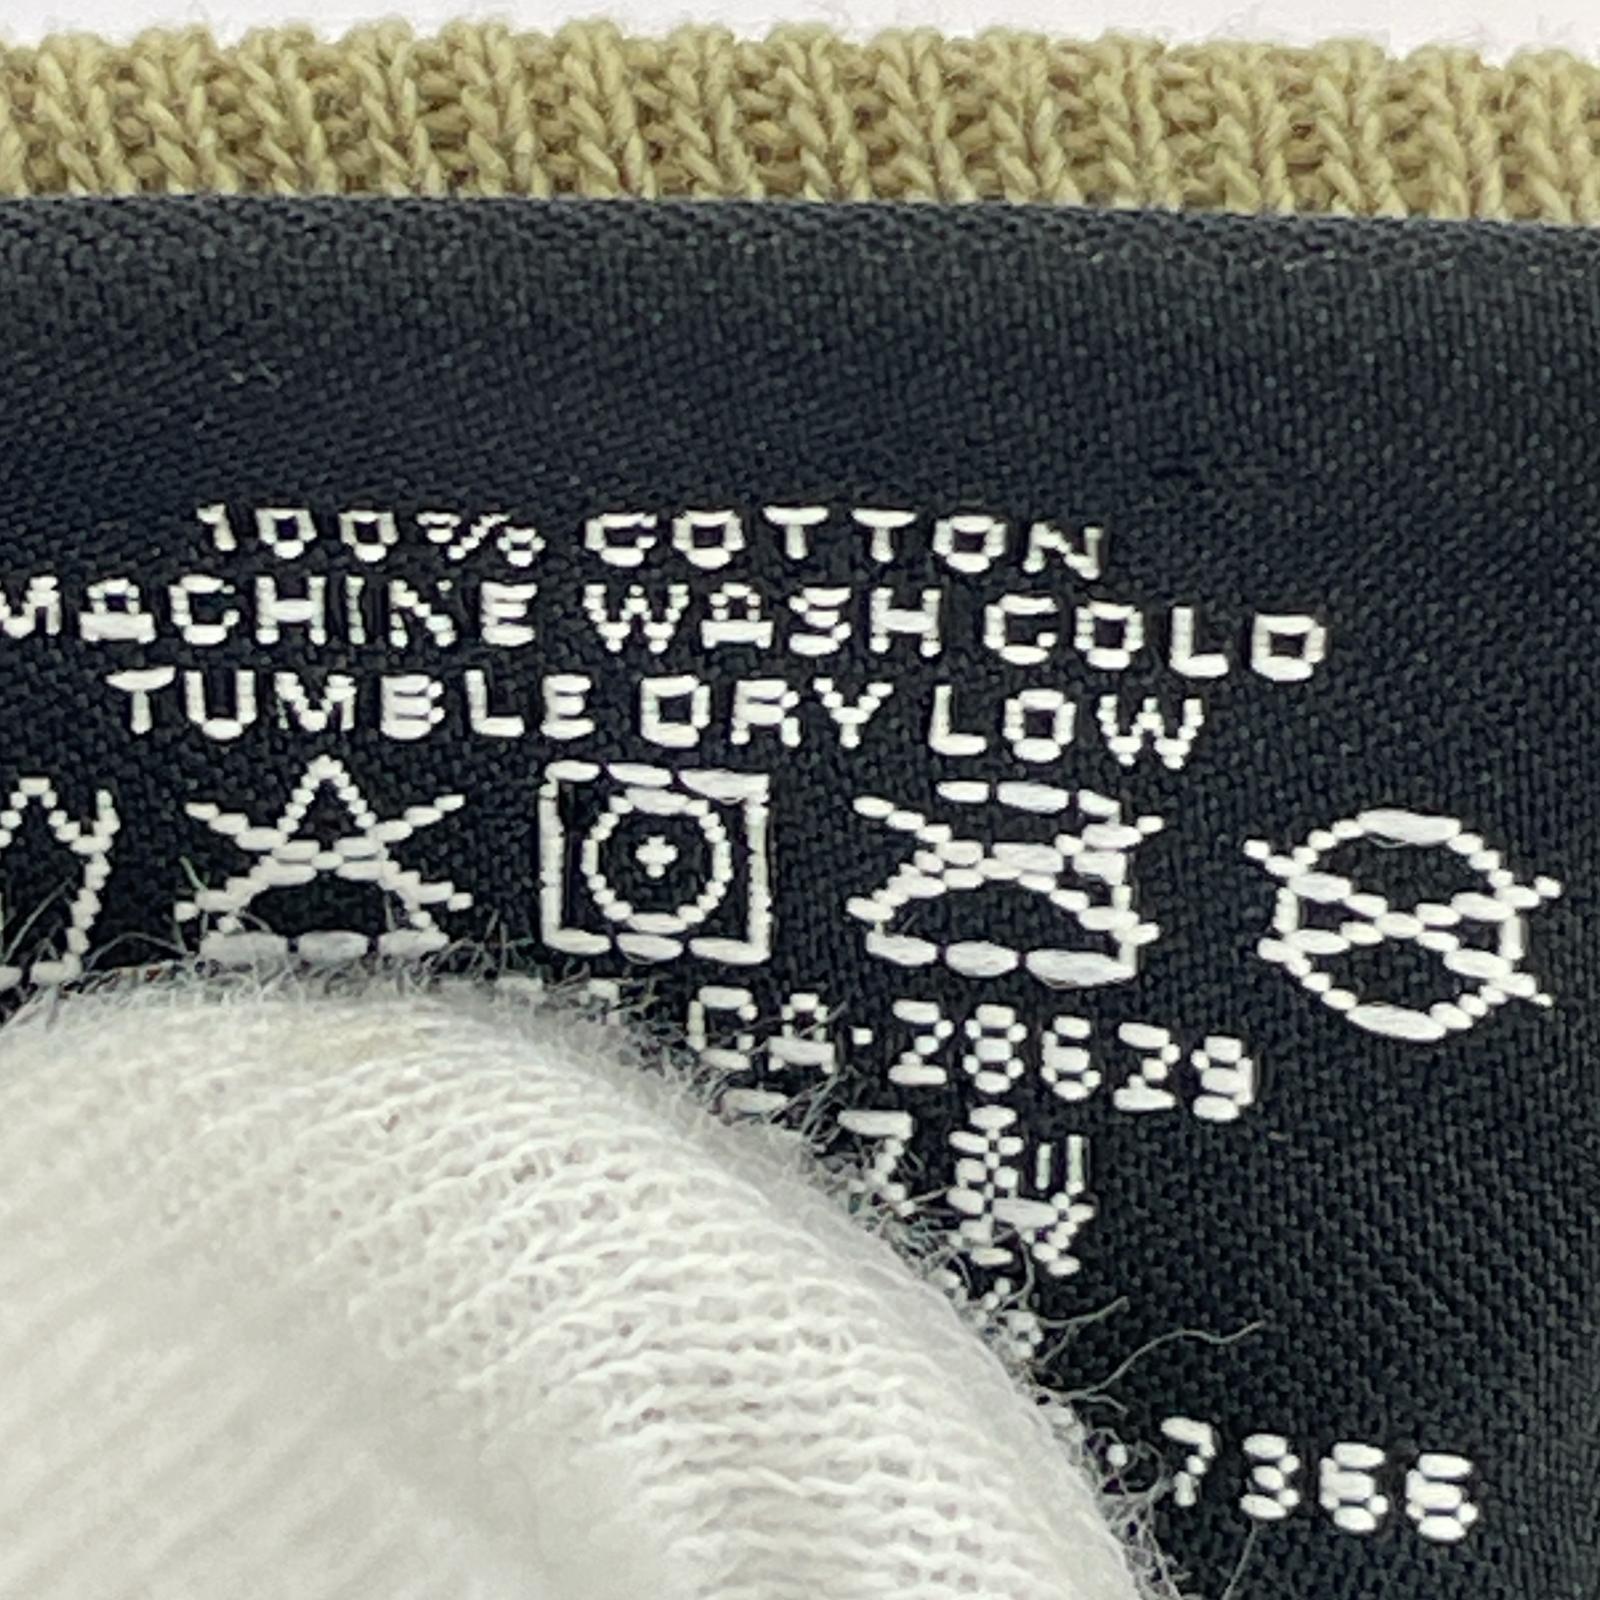 100% COTTON
MACHINE WASH COLD
TUMBLE DRY LOW
CA·28629
7366